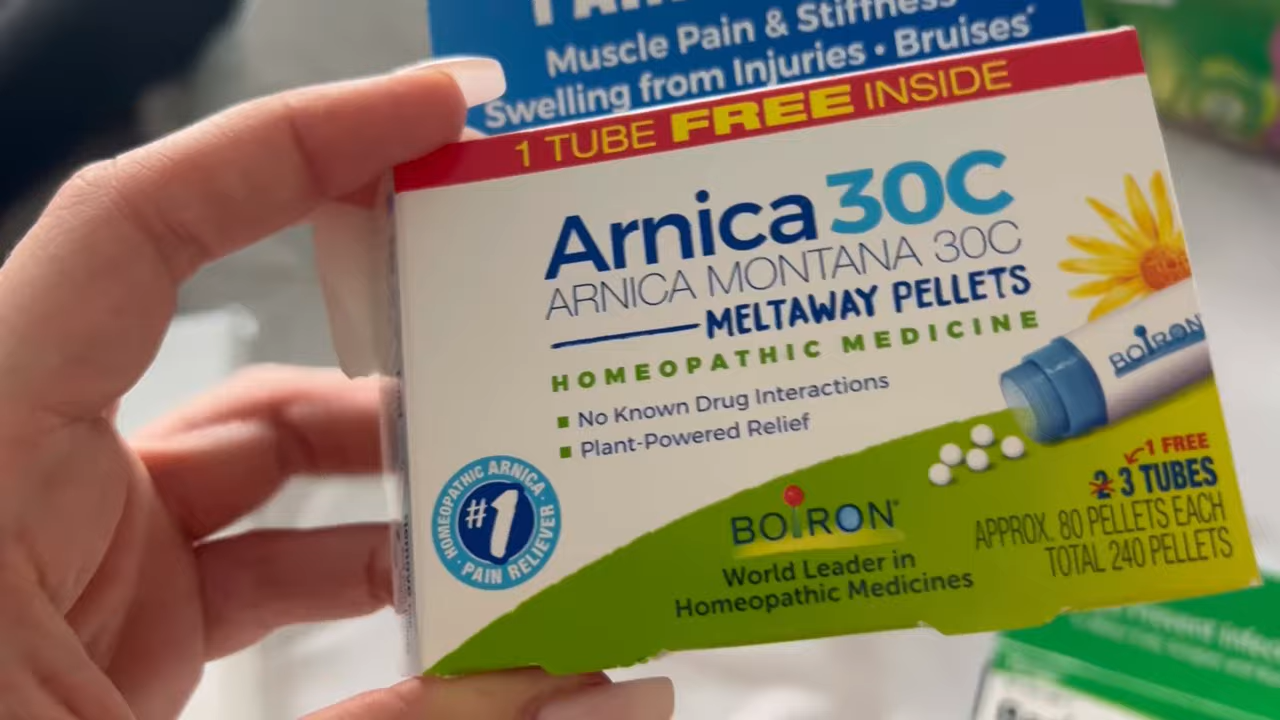 Muscle Pain & Stiffness
Swelling from Injuries • Bruises
1 TUBE FREE INSIDE
Arnica 30C
ARNICA MONTANA 30C
MELTAWAY PELLETS
HOMEOPATHIC MEDICINE
No Known Drug Interactions
Plant-Powered Relief
BOIRON
HOMEOPATHIC ARNICA
#1
PAIN RELIEVER
BOIRON®
World Leader in
Homeopathic Medicines
1 FREE
2 3 TUBES
APPROX. 80 PELLETS EACH
TOTAL 240 PELLETS